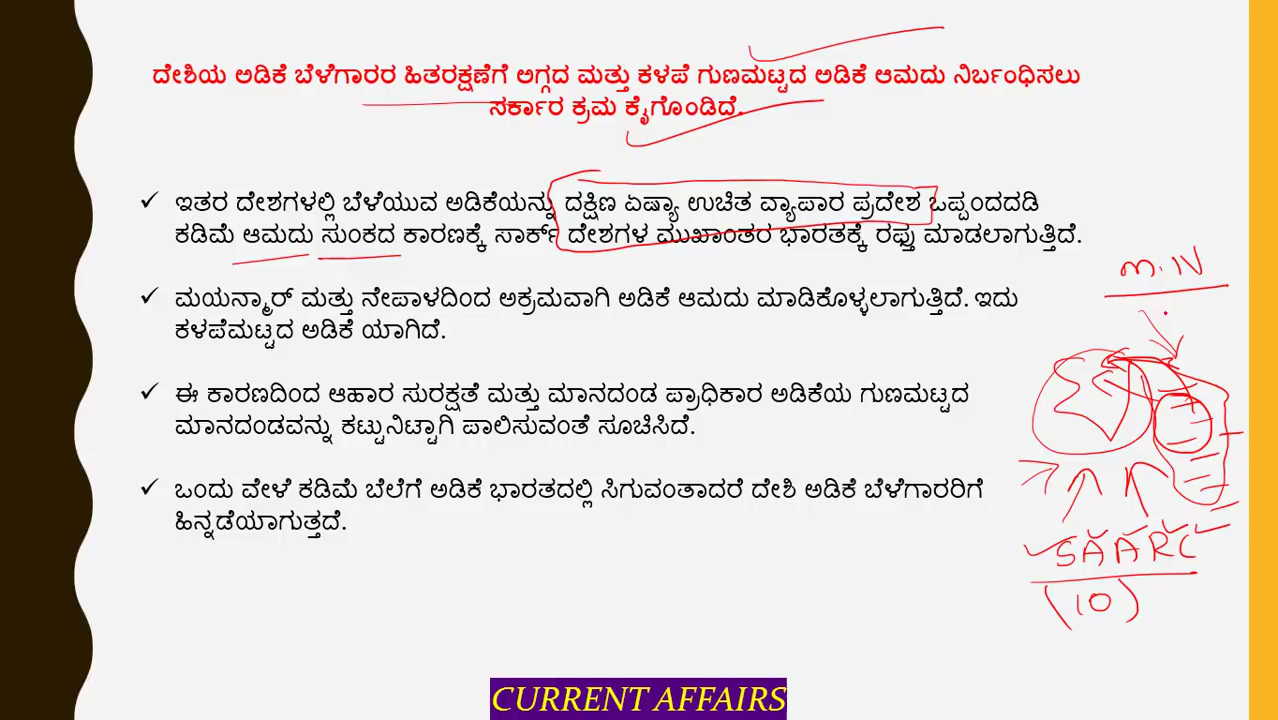 ದೇಶಿಯ ಅಡಿಕೆ ಬೆಳೆಗಾರರ ಹಿತರಕ್ಷಣೆಗೆ ಅಗ್ಗದ ಮತ್ತು ಕಳಪೆ ಗುಣಮಟ್ಟದ ಅಡಿಕೆ ಆಮದು ನಿರ್ಬಂಧಿಸಲು
ಸರ್ಕಾರ ಕ್ರಮ ಕೈಗೊಂಡಿದೆ.
✓ ಇತರ ದೇಶಗಳಲ್ಲಿ ಬೆಳೆಯುವ ಅಡಿಕೆಯನ್ನು ದಕ್ಷಿಣ ಏಷ್ಯಾ ಉಚಿತ ವ್ಯಾಪಾರ ಪ್ರದೇಶ ಒಪ್ಪಂದದಡಿ
ಕಡಿಮೆ ಆಮದು ಸುಂಕದ ಕಾರಣಕ್ಕೆ ಸಾರ್ಕ್ ದೇಶಗಳ ಮುಖಾಂತರ ಭಾರತಕ್ಕೆ ರಫ್ತು ಮಾಡಲಾಗುತ್ತಿದೆ.
✓ ಮಯನ್ಮಾರ್ ಮತ್ತು ನೇಪಾಳದಿಂದ ಅಕ್ರಮವಾಗಿ ಅಡಿಕೆ ಆಮದು ಮಾಡಿಕೊಳ್ಳಲಾಗುತ್ತಿದೆ. ಇದು
ಕಳಪೆಮಟ್ಟದ ಅಡಿಕೆ ಯಾಗಿದೆ.
✓ ಈ ಕಾರಣದಿಂದ ಆಹಾರ ಸುರಕ್ಷತೆ ಮತ್ತು ಮಾನದಂಡ ಪ್ರಾಧಿಕಾರ ಅಡಿಕೆಯ ಗುಣಮಟ್ಟದ
ಮಾನದಂಡವನ್ನು ಕಟ್ಟುನಿಟ್ಟಾಗಿ ಪಾಲಿಸುವಂತೆ ಸೂಚಿಸಿದೆ.
✓ ಒಂದು ವೇಳೆ ಕಡಿಮೆ ಬೆಲೆಗೆ ಅಡಿಕೆ ಭಾರತದಲ್ಲಿ ಸಿಗುವಂತಾದರೆ ದೇಶಿ ಅಡಿಕೆ ಬೆಳೆಗಾರರಿಗೆ
ಹಿನ್ನಡೆಯಾಗುತ್ತದೆ.
m.IV
SAARC
(10)
CURRENT AFFAIRS